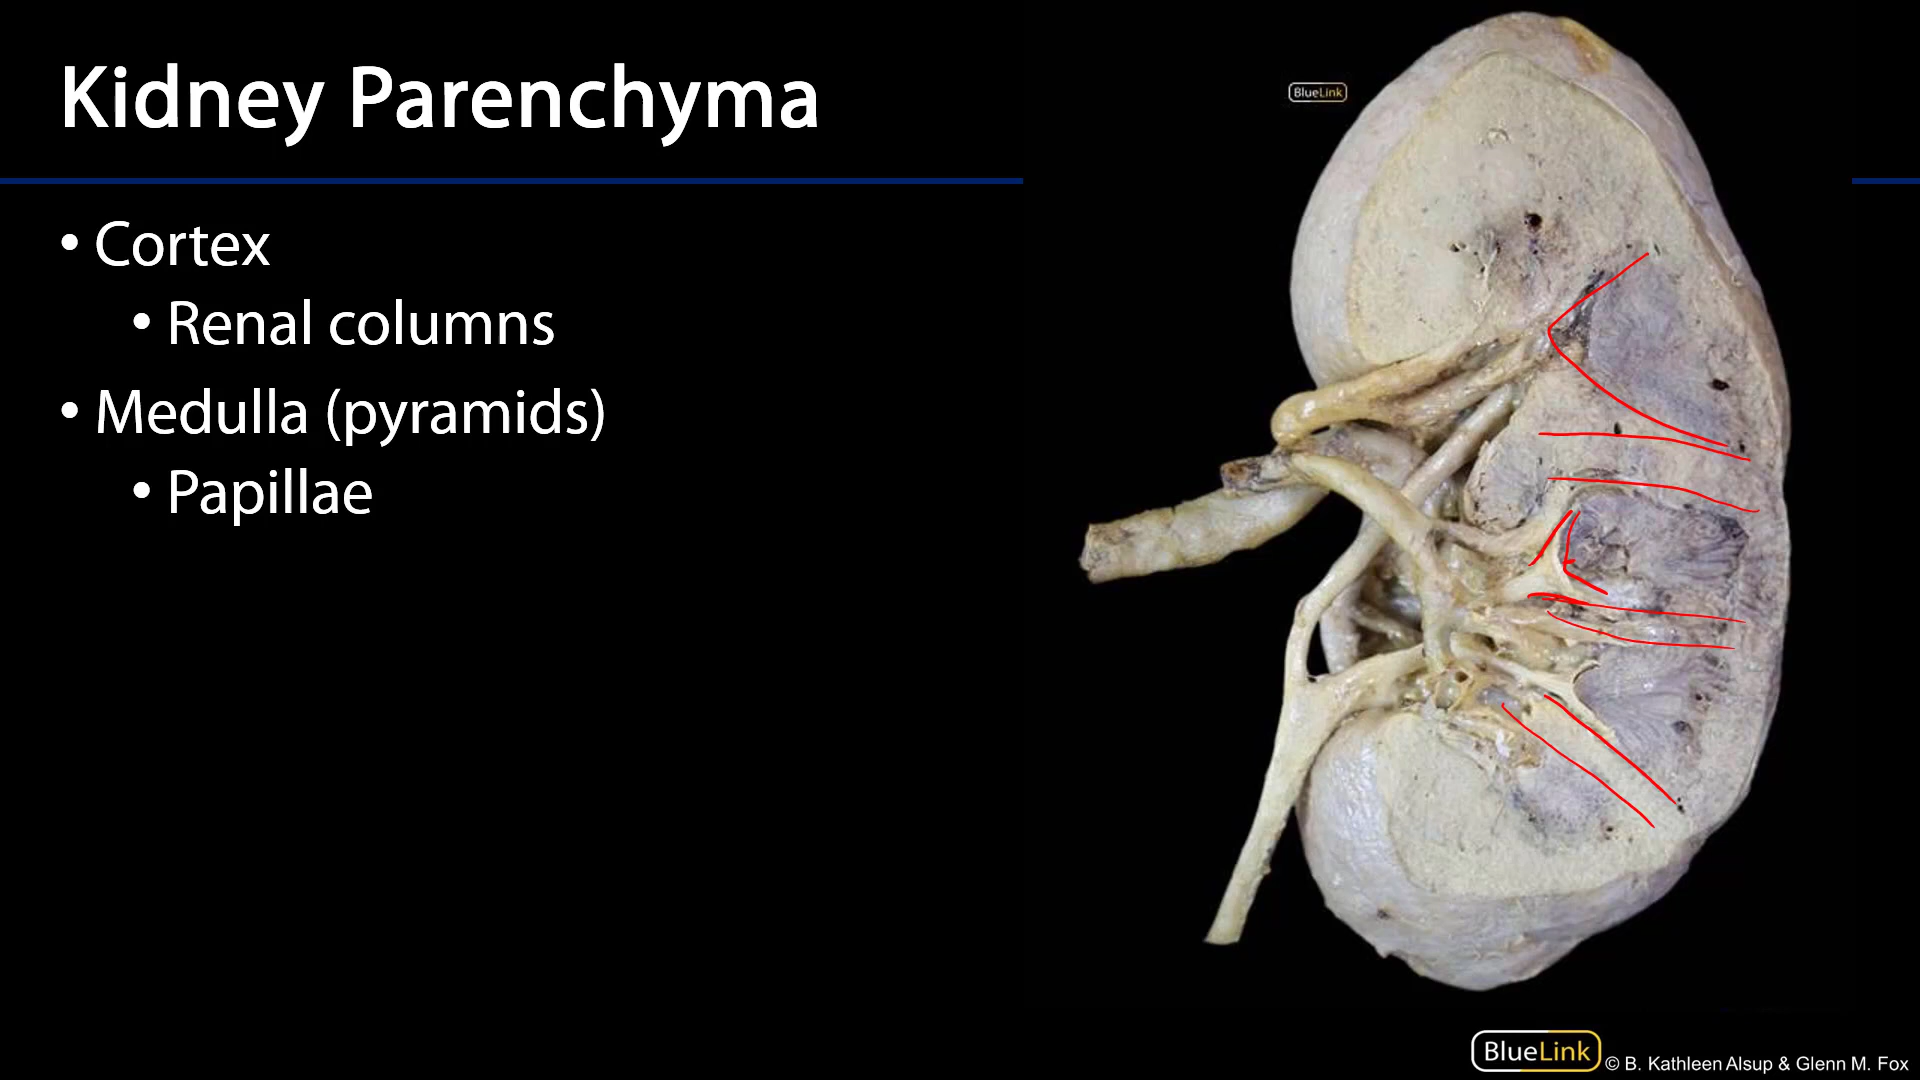 Kidney Parenchyma
BlueLink
• Cortex
• Renal columns
• Medulla (pyramids)
• Papillae
BlueLink © B. Kathleen Alsup & Glenn M. Fox